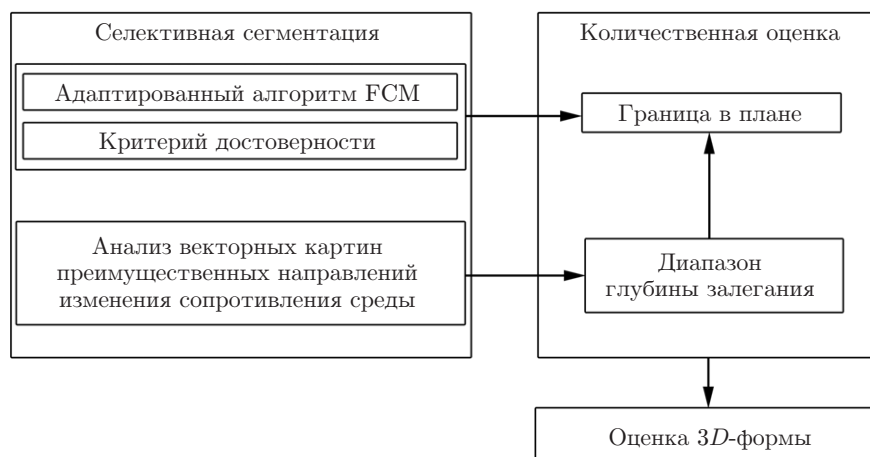 Селективная сегментация
Адаптированный алгоритм FCM
Критерий достоверности
Анализ векторных картин
преимущественных направлений
изменения сопротивления среды
Количественная оценка
Граница в плане
Диапазон
глубины залегания
Оценка 3D-формы